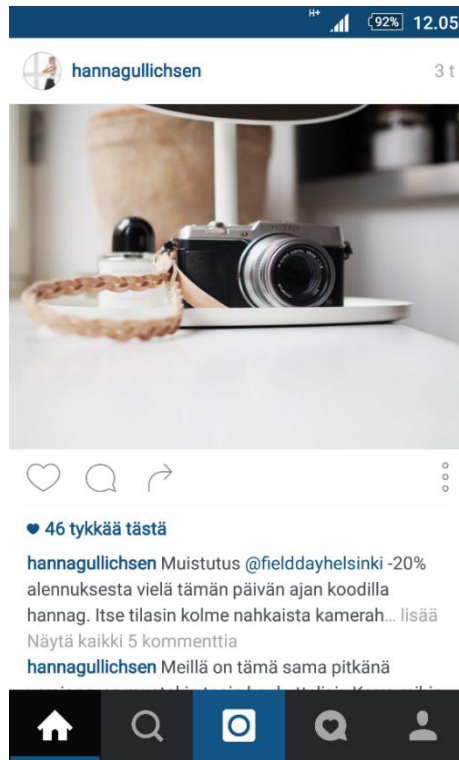 H+ 92% 12.05
hannagullichsen 3 t
46 tykkää tästä
hannagullichsen Muistutus @fielddayhelsinki -20%
alennuksesta vielä tämän päivän ajan koodilla
hannag. Itse tilasin kolme nahkaista kamerah… lisää
Näytä kaikki 5 kommenttia
hannagullichsen Meillä on tämä sama pitkänä